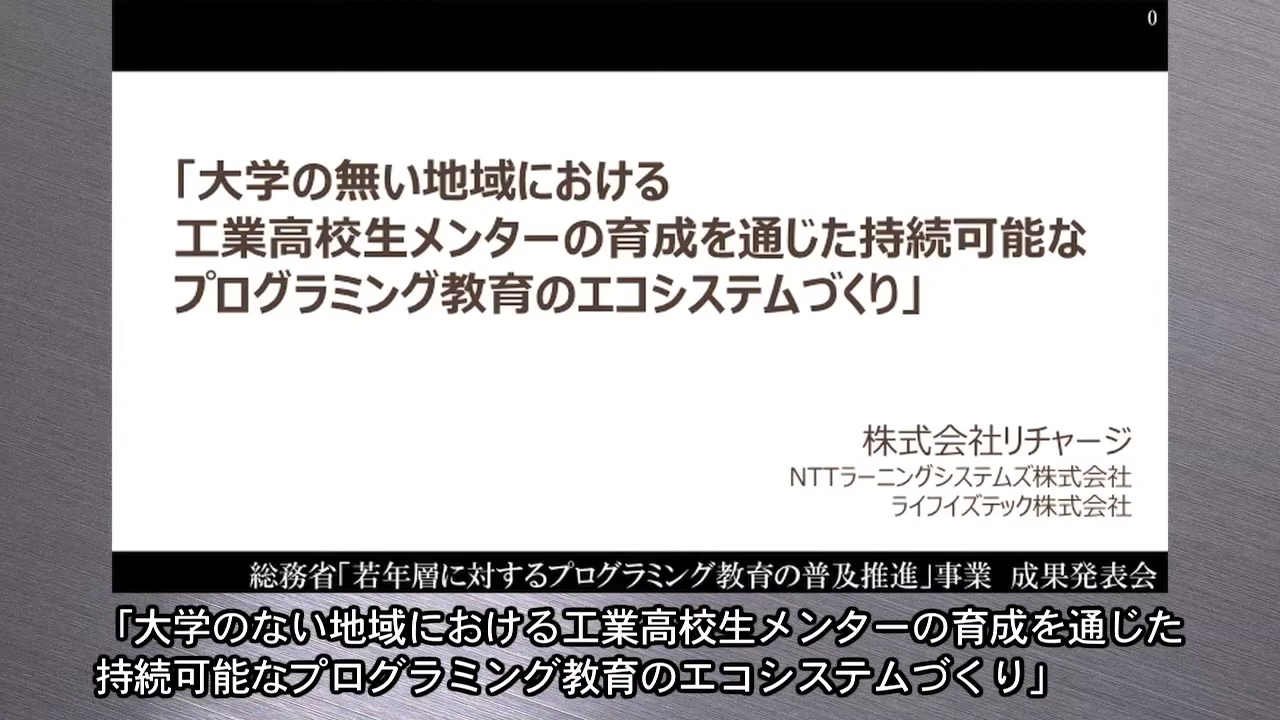 0
「大学の無い地域における
工業高校生メンターの育成を通じた持続可能な
プログラミング教育のエコシステムづくり」
株式会社リチャージ
NTTラーニングシステムズ株式会社
ライフイズテック株式会社
総務省「若年層に対するプログラミング教育の普及推進」事業 成果発表会
「大学のない地域における工業高校生メンターの育成を通じた
持続可能なプログラミング教育のエコシステムづくり」